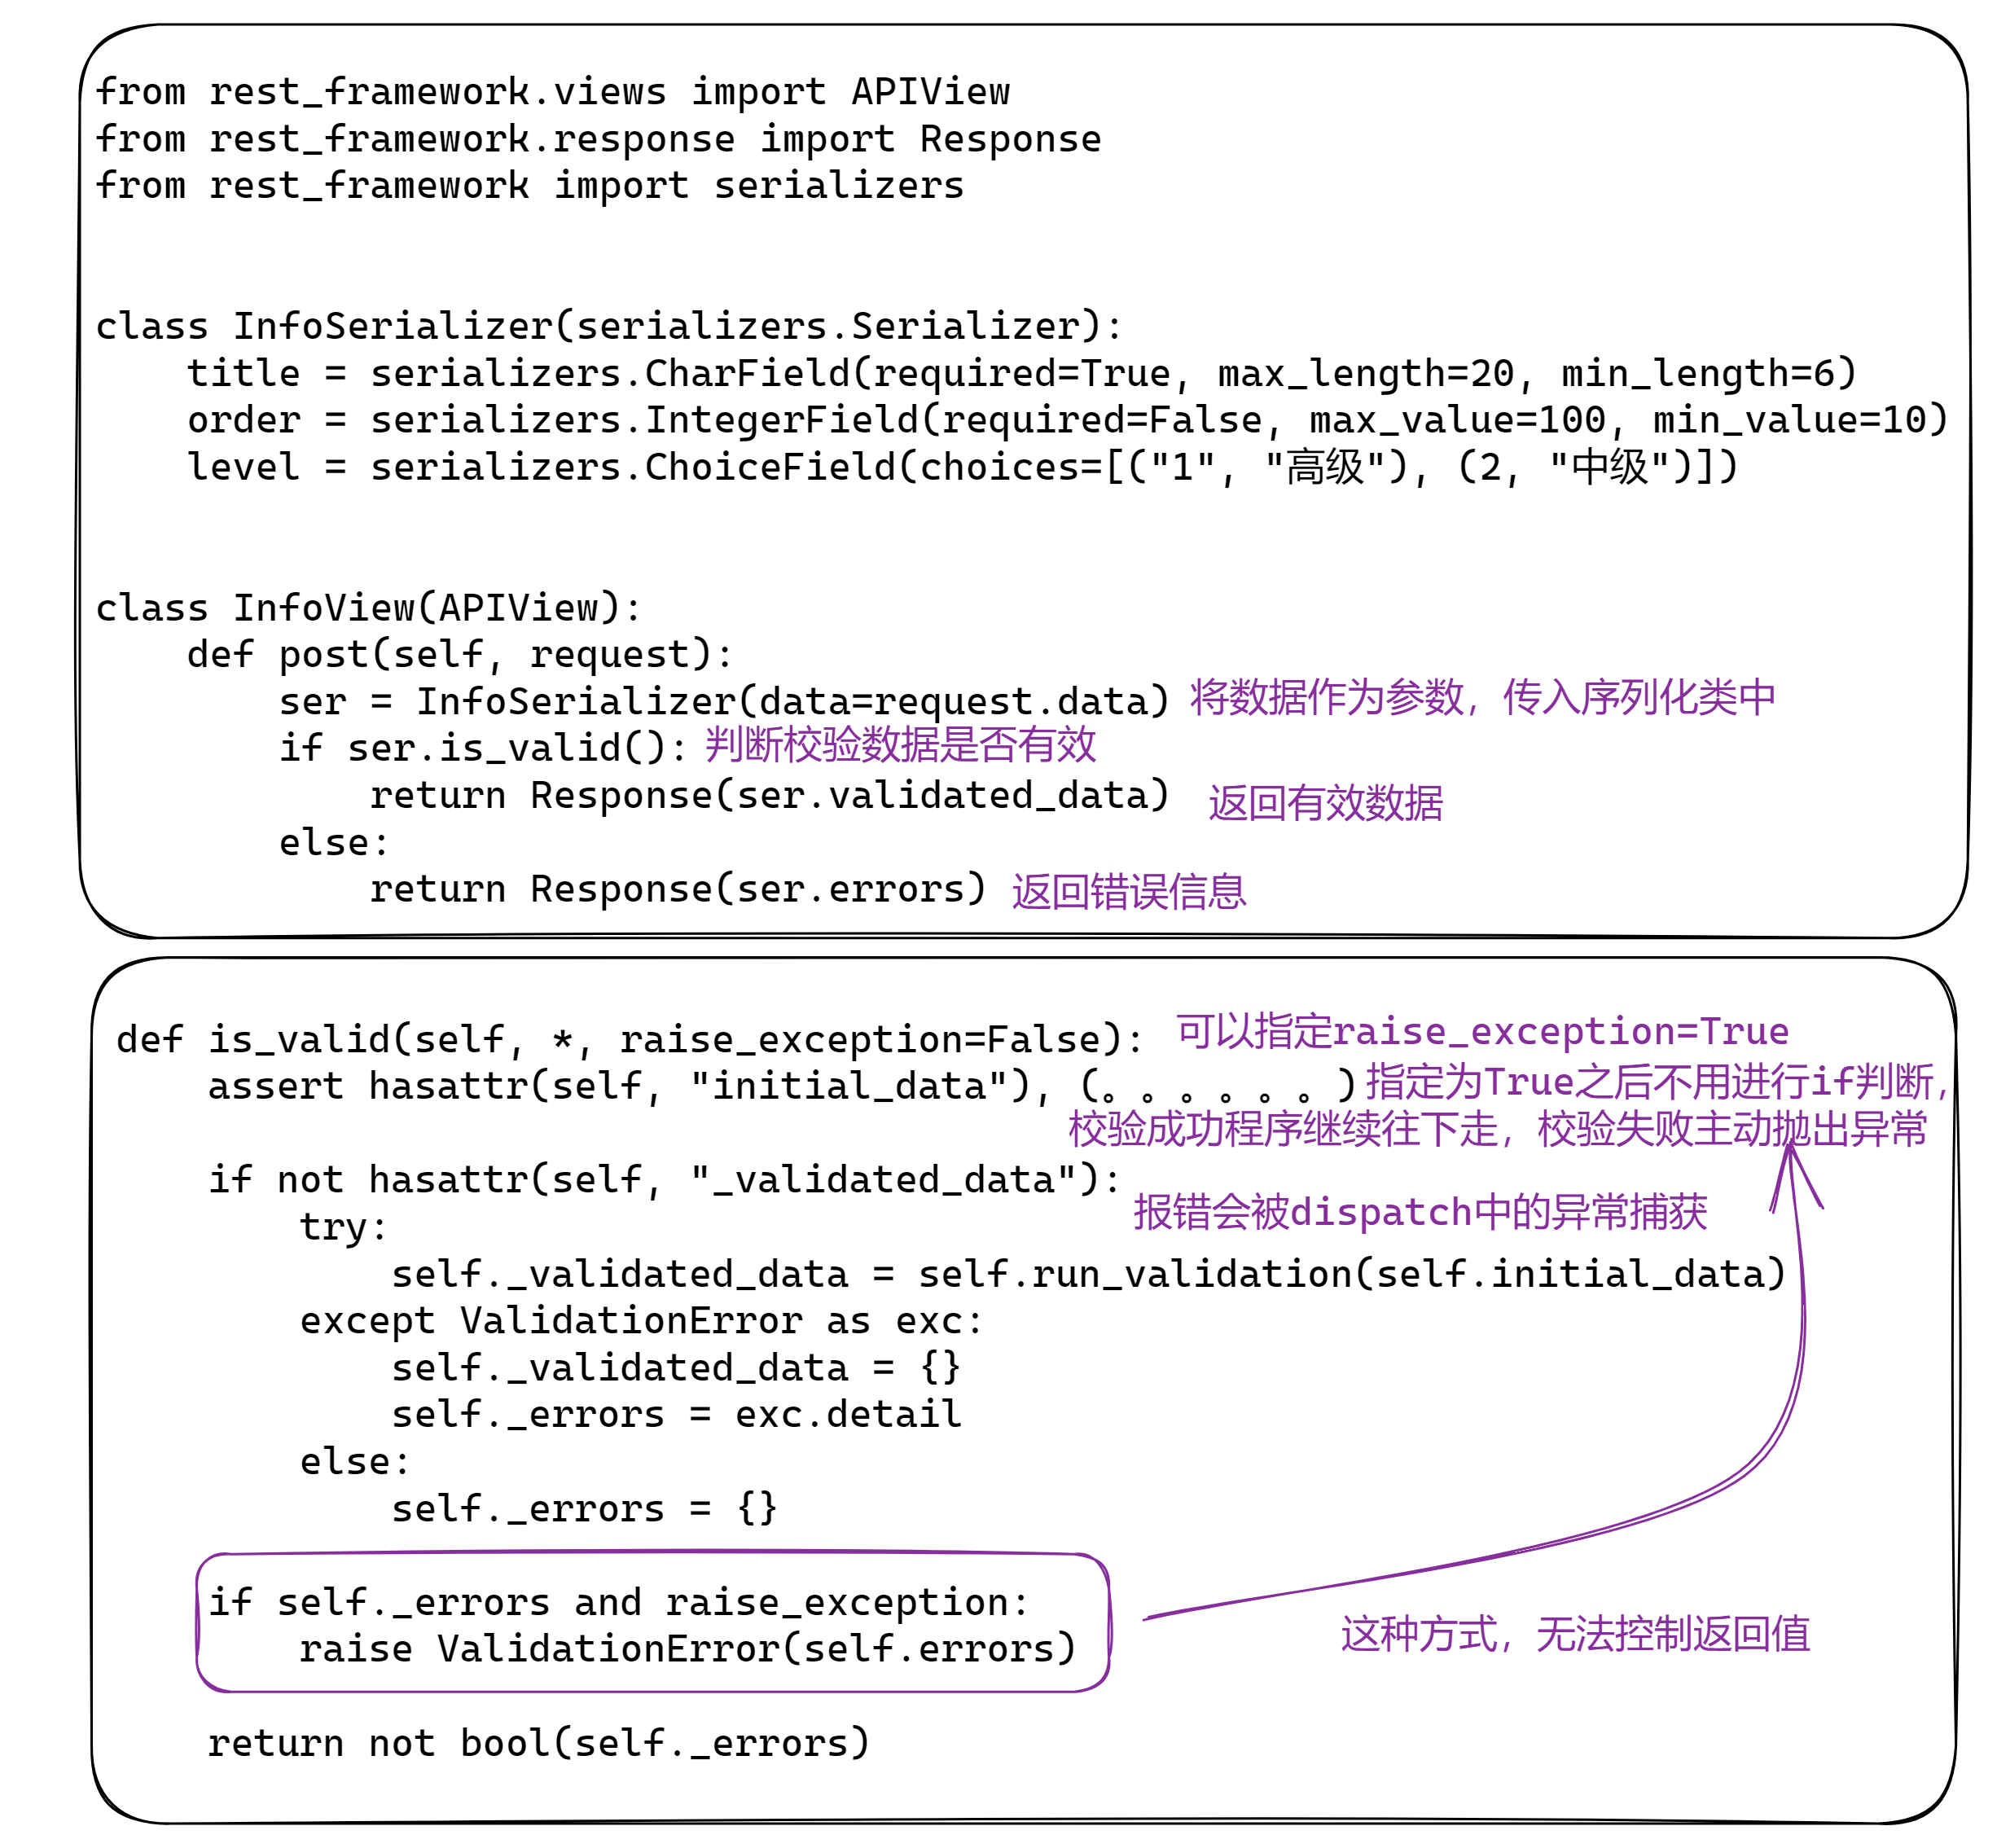 from rest_framework.views import APIView
from rest_framework.response import Response
from rest_framework import serializers
class InfoSerializer(serializers.Serializer):
    title = serializers.CharField(required=True, max_length=20, min_length=6)
    order = serializers.IntegerField(required=False, max_value=100, min_value=10)
    level = serializers.ChoiceField(choices=[("1", "高级"), (2, "中级")])
class InfoView(APIView):
    def post(self, request):
        ser = InfoSerializer(data=request.data) 将数据作为参数，传入序列化类中
        if ser.is_valid(): 判断校验数据是否有效
            return Response(ser.validated_data) 返回有效数据
        else:
            return Response(ser.errors) 返回错误信息
def is_valid(self, *, raise_exception=False): 可以指定raise_exception=True
    assert hasattr(self, "initial_data"), (。。。。。。) 指定为True之后不用进行if判断，
校验成功程序继续往下走，校验失败主动抛出异常
    if not hasattr(self, "_validated_data"):
报错会被dispatch中的异常捕获
        try:
            self._validated_data = self.run_validation(self.initial_data)
        except ValidationError as exc:
            self._validated_data = {}
            self._errors = exc.detail
        else:
            self._errors = {}
    if self._errors and raise_exception:
这种方式，无法控制返回值
        raise ValidationError(self.errors)
    return not bool(self._errors)